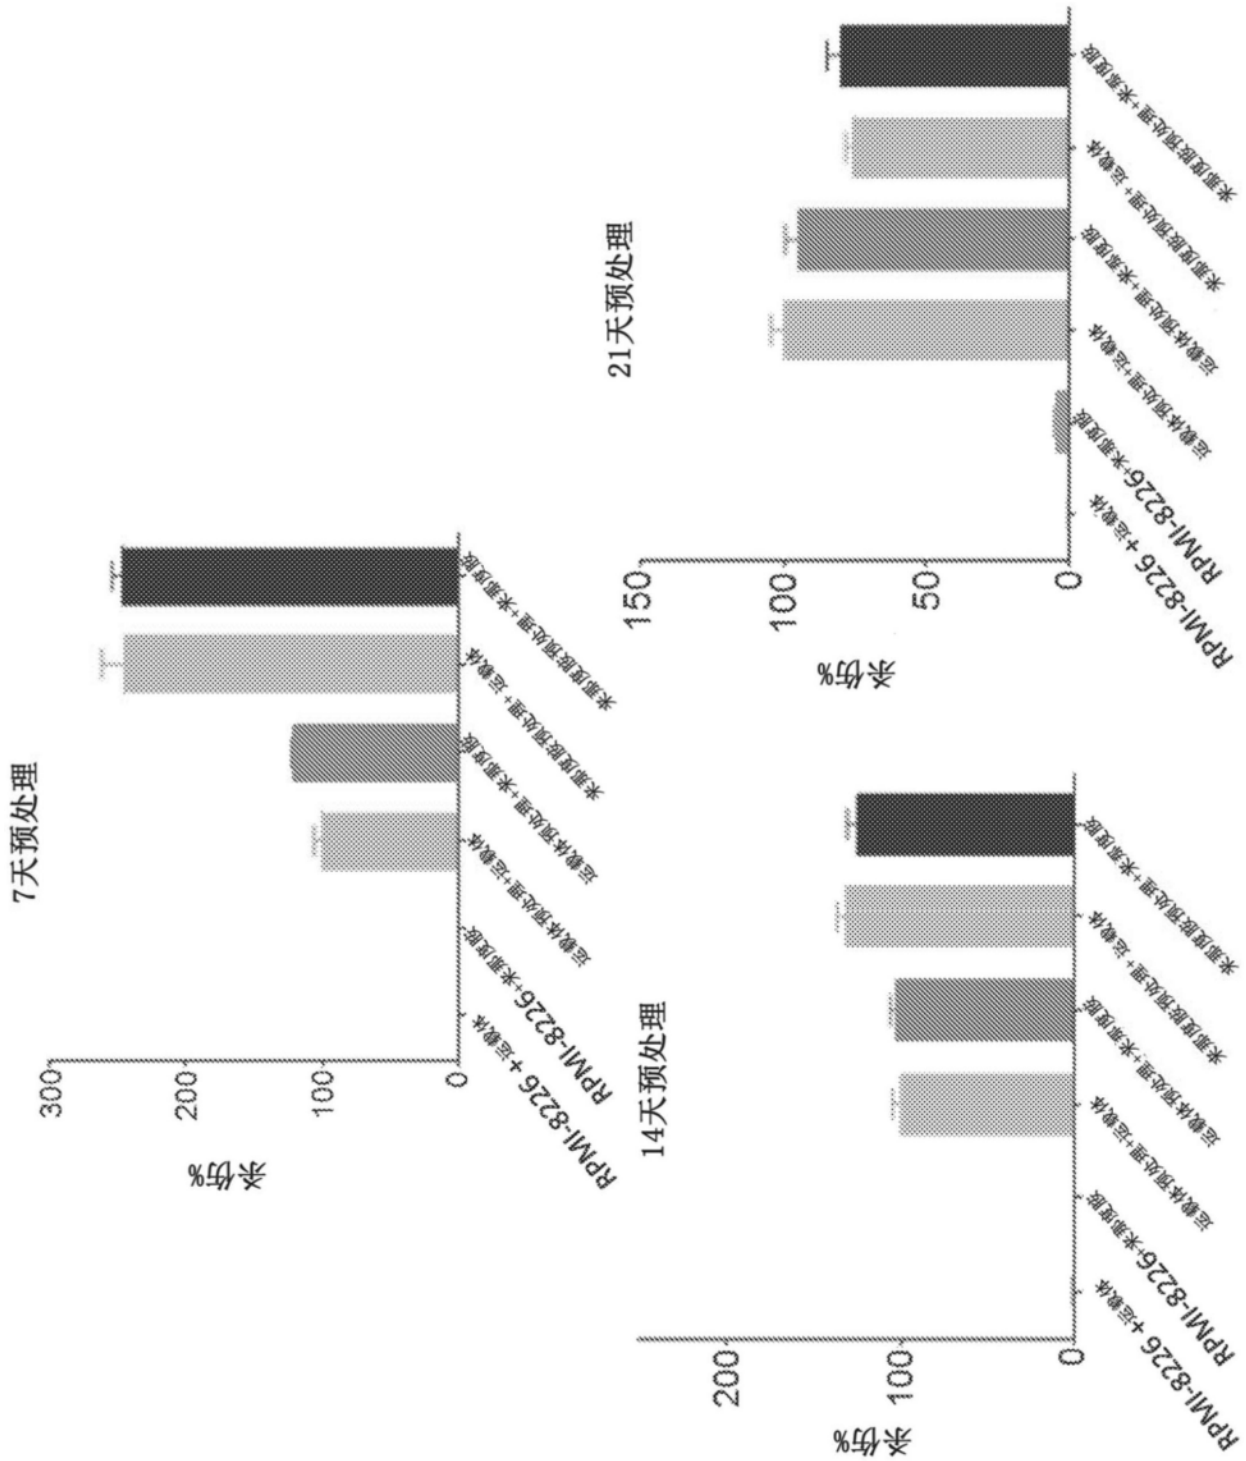 7天预处理
杀伤%
300
200
100
0
RPMI-8226 +运载体
RPMI-8226+米那度胺
运载体预处理+运载体
运载体预处理+米那度胺
米那度胺预处理+运载体
米那度胺预处理+米那度胺
14天预处理
杀伤%
200
100
0
RPMI-8226 +运载体
RPMI-8226+米那度胺
运载体预处理+运载体
运载体预处理+米那度胺
米那度胺预处理+运载体
米那度胺预处理+米那度胺
21天预处理
杀伤%
150
100
50
0
RPMI-8226 +运载体
RPMI-8226+米那度胺
运载体预处理+运载体
运载体预处理+米那度胺
米那度胺预处理+运载体
米那度胺预处理+米那度胺